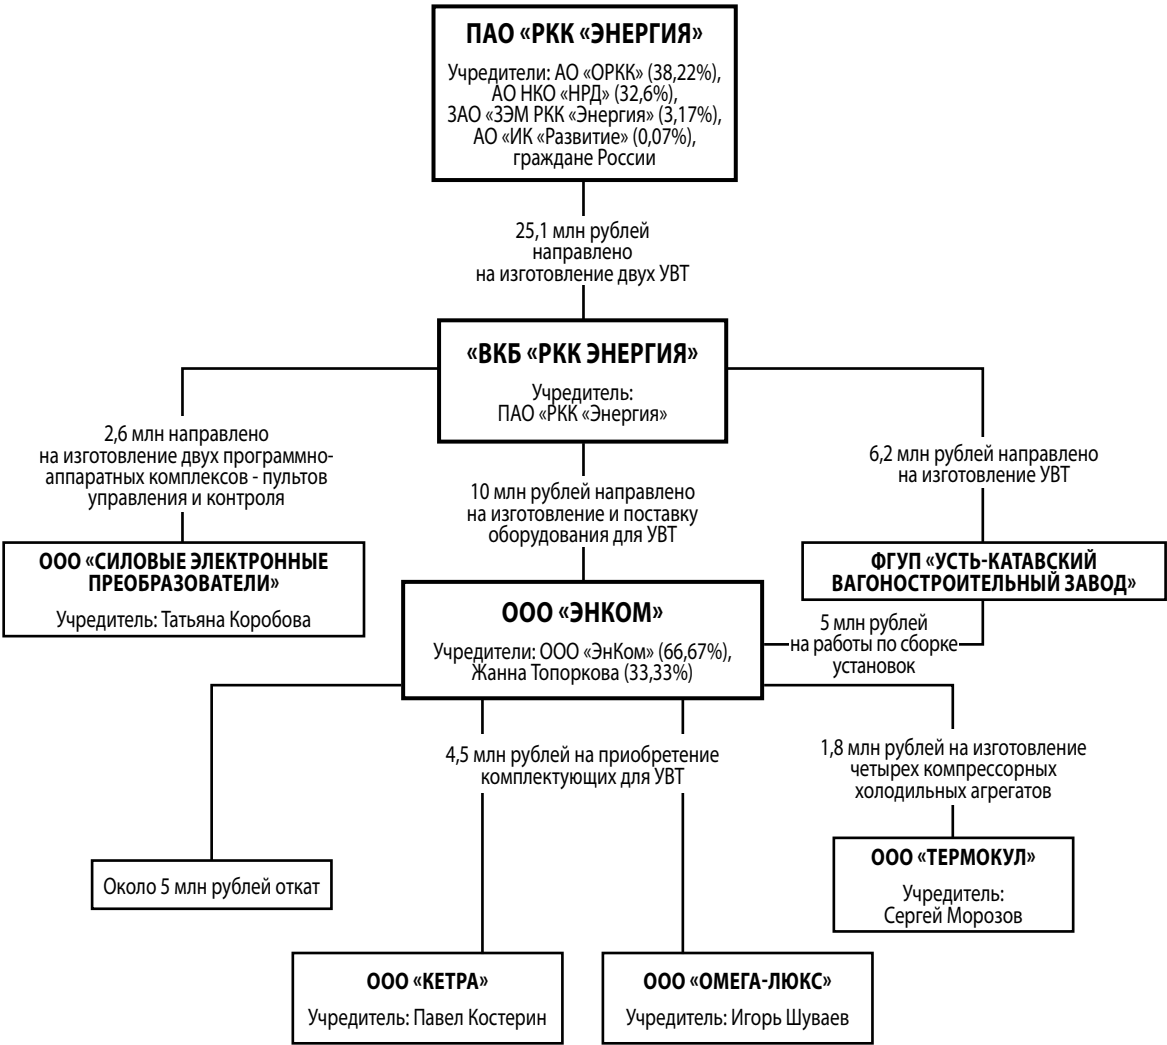 ПАО «РКК «ЭНЕРГИЯ»
Учредители: АО «ОРКК» (38,22%),
АО НКО «НРД» (32,6%),
ЗАО «ЗЭМ РКК «Энергия» (3,17%),
АО «ИК «Развитие» (0,07%),
граждане России
25,1 млн рублей
направлено
на изготовление двух УВТ
«ВКБ «РКК ЭНЕРГИЯ»
Учредитель:
ПАО «РКК «Энергия»
2,6 млн направлено
на изготовление двух программно-
аппаратных комплексов - пультов
управления и контроля
10 млн рублей направлено
на изготовление и поставку
оборудования для УВТ
6,2 млн рублей направлено
на изготовление УВТ
ООО «СИЛОВЫЕ ЭЛЕКТРОННЫЕ
ПРЕОБРАЗОВАТЕЛИ»
Учредитель: Татьяна Коробова
ООО «ЭНКОМ»
Учредители: ООО «ЭнКом» (66,67%),
Жанна Топоркова (33,33%)
ФГУП «УСТЬ-КАТАВСКИЙ
ВАГОНОСТРОИТЕЛЬНЫЙ ЗАВОД»
5 млн рублей
на работы по сборке
установок
4,5 млн рублей на приобретение
комплектующих для УВТ
1,8 млн рублей на изготовление
четырех компрессорных
холодильных агрегатов
Около 5 млн рублей откат
ООО «ТЕРМОКУЛ»
Учредитель:
Сергей Морозов
ООО «КЕТРА»
Учредитель: Павел Костерин
ООО «ОМЕГА-ЛЮКС»
Учредитель: Игорь Шуваев